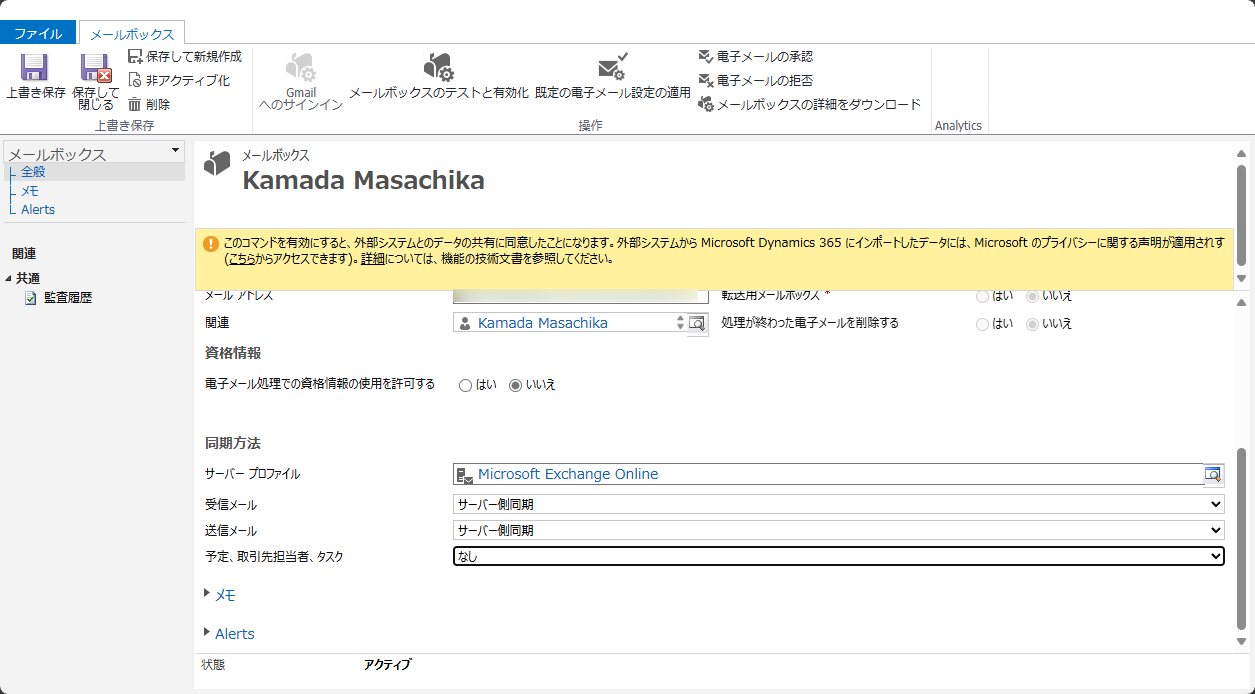 ファイル
メールボックス
上書き保存
保存して
閉じる
保存して新規作成
非アクティブ化
削除
上書き保存
Gmail
へのサインイン
メールボックスのテストと有効化
既定の電子メール設定の適用
電子メールの承認
電子メールの拒否
メールボックスの詳細をダウンロード
操作
Analytics
メールボックス
全般
メモ
Alerts
関連
共通
監査履歴
メールボックス
Kamada Masachika
このコマンドを有効にすると、外部システムとのデータの共有に同意したことになります。外部システムから Microsoft Dynamics 365 にインポートしたデータには、Microsoft のプライバシーに関する声明が適用されす
(こちらからアクセスできます)。詳細については、機能の技術文書を参照してください。
メール アドレス
転送用メールボックス *
はい
いいえ
関連
Kamada Masachika
処理が終わった電子メールを削除する
はい
いいえ
資格情報
電子メール処理での資格情報の使用を許可する
はい
いいえ
同期方法
サーバー プロファイル
Microsoft Exchange Online
受信メール
サーバー側同期
送信メール
サーバー側同期
予定、取引先担当者、タスク
なし
メモ
Alerts
状態
アクティブ